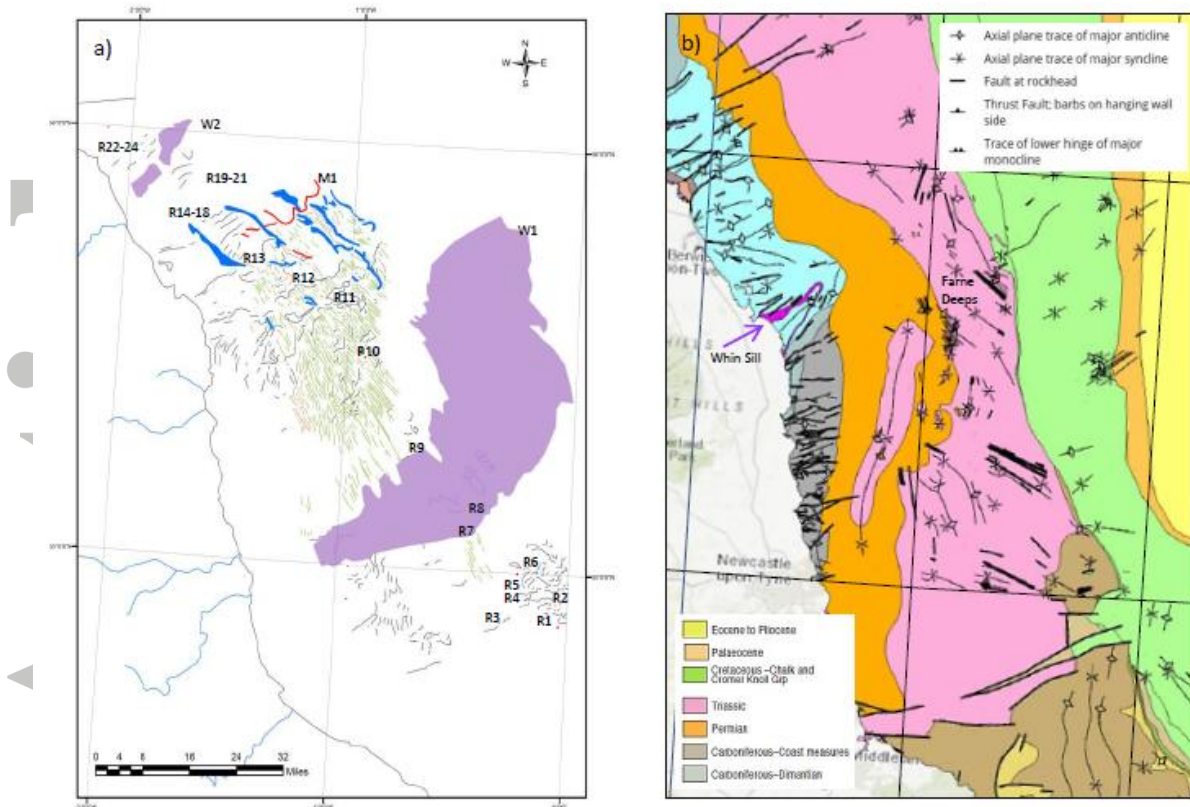 a)
N
W E
S
W2
R22-24
R19-21
M1
R14-18
W1
R13
R12
R11
R10
R9
R8
R7
R6
R5
R4
R2
R3
R1
0 4 8 16 24 32
Miles
b)
Axial plane trace of major anticline
Axial plane trace of major syncline
Fault at rockhead
Thrust Fault; barbs on hanging wall
side
Trace of lower hinge of major
monocline
Farne
Deeps
Whin Sill
HILLS
Newcastle
upon Tyne
Park
Eocene to Pliocene
Palaeocene
Cretaceous –Chalk and
Cromer Knoll Grp
Triassic
Permian
Carboniferous–Coast measures
Carboniferous–Dinantian